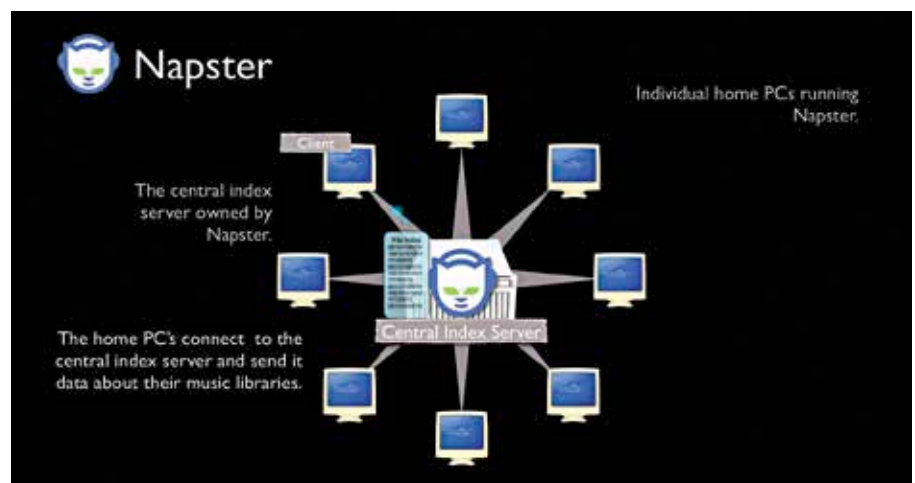 Napster
Individual home PCs running
Napster.
Client
The central index
server owned by
Napster.
Central Index Server
The home PC's connect to the
central index server and send it
data about their music libraries.